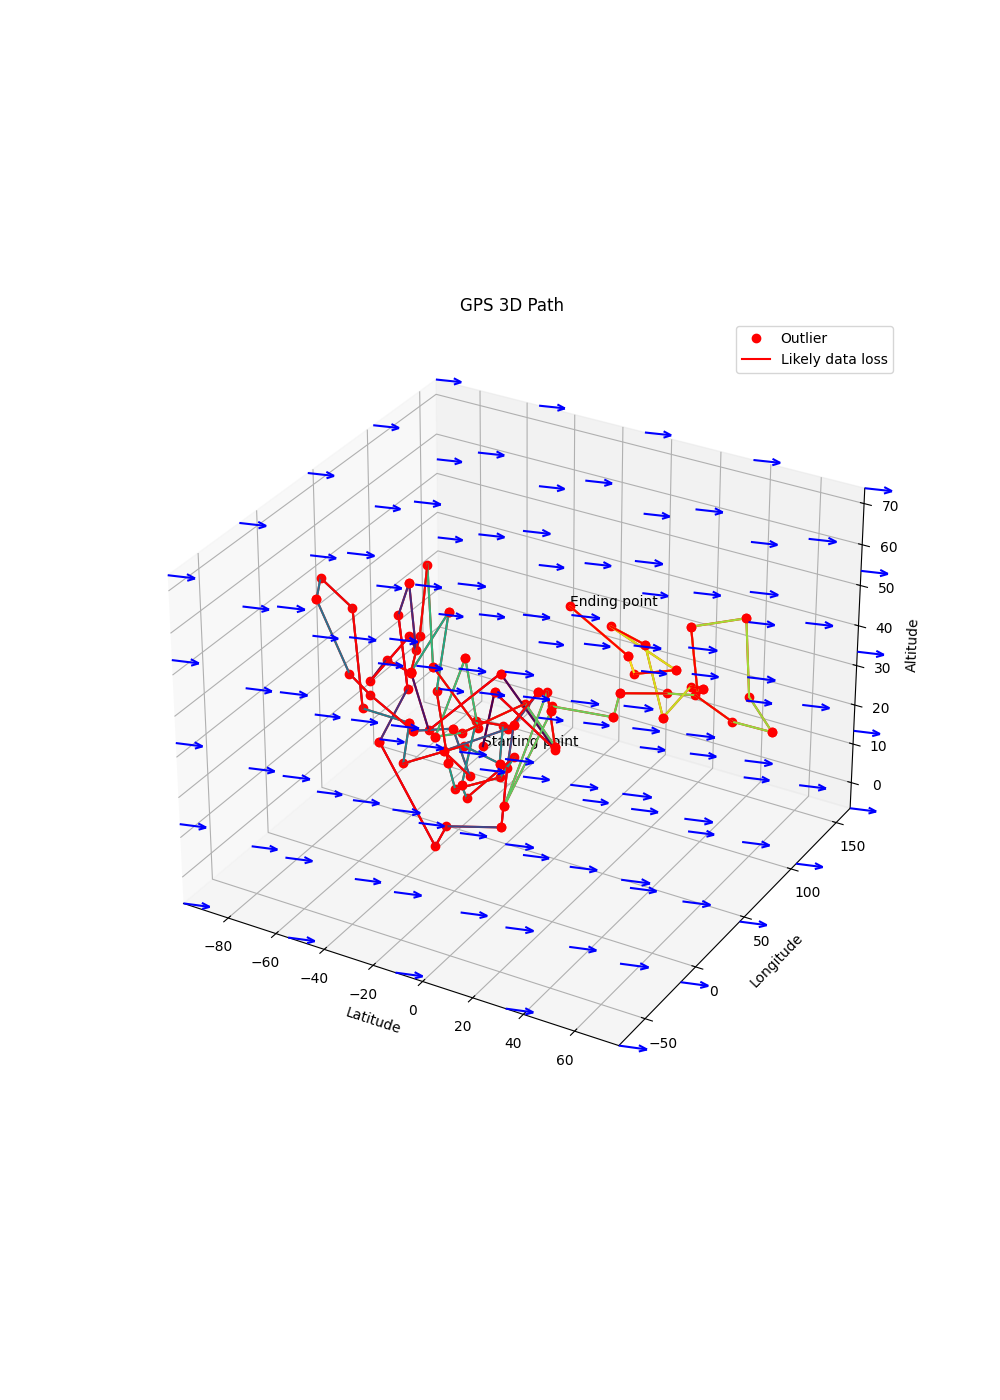 GPS 3D Path
Outlier
Likely data loss
Ending point
Starting point
70
60
50
40
30
20
10
0
Altitude
150
100
50
0
−50
Longitude
−80
−60
−40
−20
0
20
40
60
Latitude